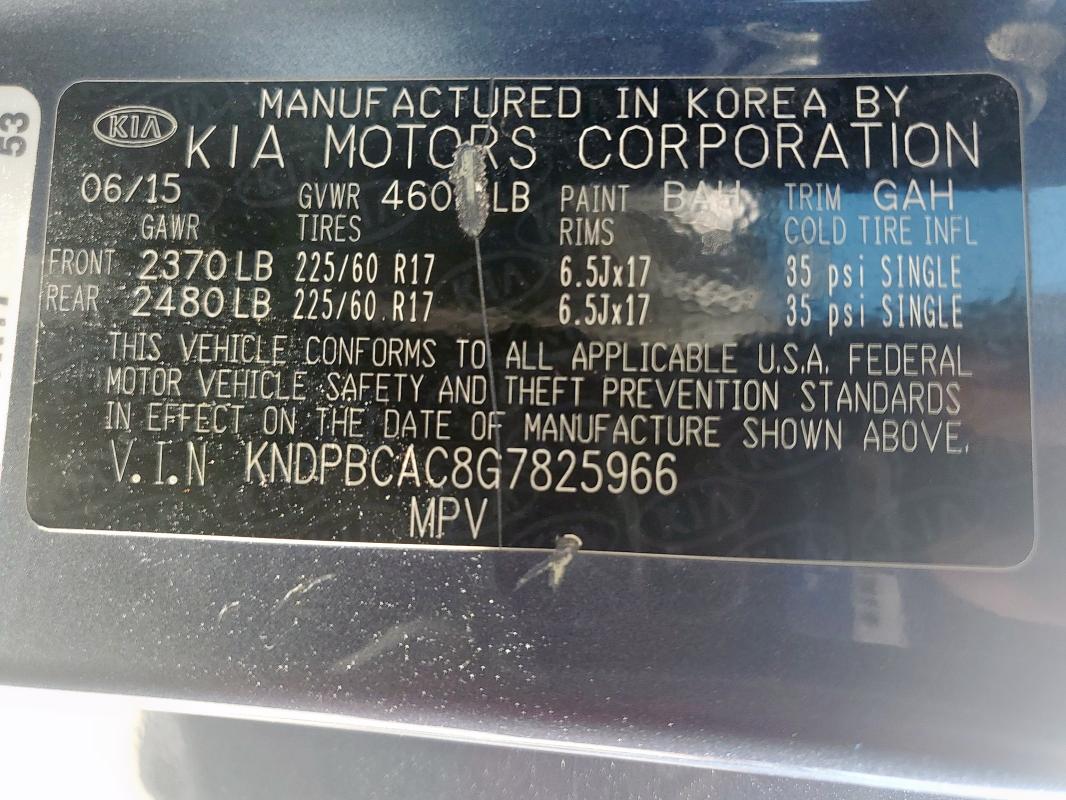 53
KIA
MANUFACTURED IN KOREA BY
KIA MOTORS CORPORATION
06/15 GVWR LB PAINT BAH TRIM GAH
GAWR TIRES RIMS COLD TIRE INFL
FRONT 2370 LB 225/60 R17 6.5Jx17 35 psi SINGLE
REAR 2480 LB 225/60 R17 6.5Jx17 35 psi SINGLE
THIS VEHICLE CONFORMS TO ALL APPLICABLE U.S.A. FEDERAL
MOTOR VEHICLE SAFETY AND THEFT PREVENTION STANDARDS
IN EFFECT ON THE DATE OF MANUFACTURE SHOWN ABOVE.
V.I.N KNDPBCAC8G7825966
MPV